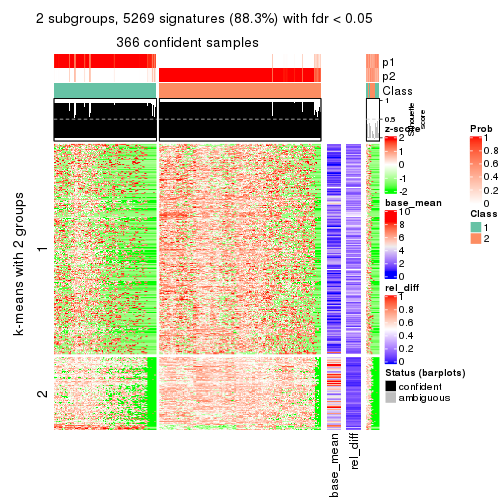 2 subgroups, 5269 signatures (88.3%) with fdr < 0.05
366 confident samples
p1
p2
Class
1
0.5
0
Silhouette
score
k-means with 2 groups
1
2
base_mean
rel_diff
z-score
2
1
0
-1
-2
base_mean
10
8
6
4
2
0
rel_diff
1
0.8
0.6
0.4
0.2
0
Status (barplots)
confident
ambiguous
Prob
1
0.8
0.6
0.4
0.2
0
Class
1
2